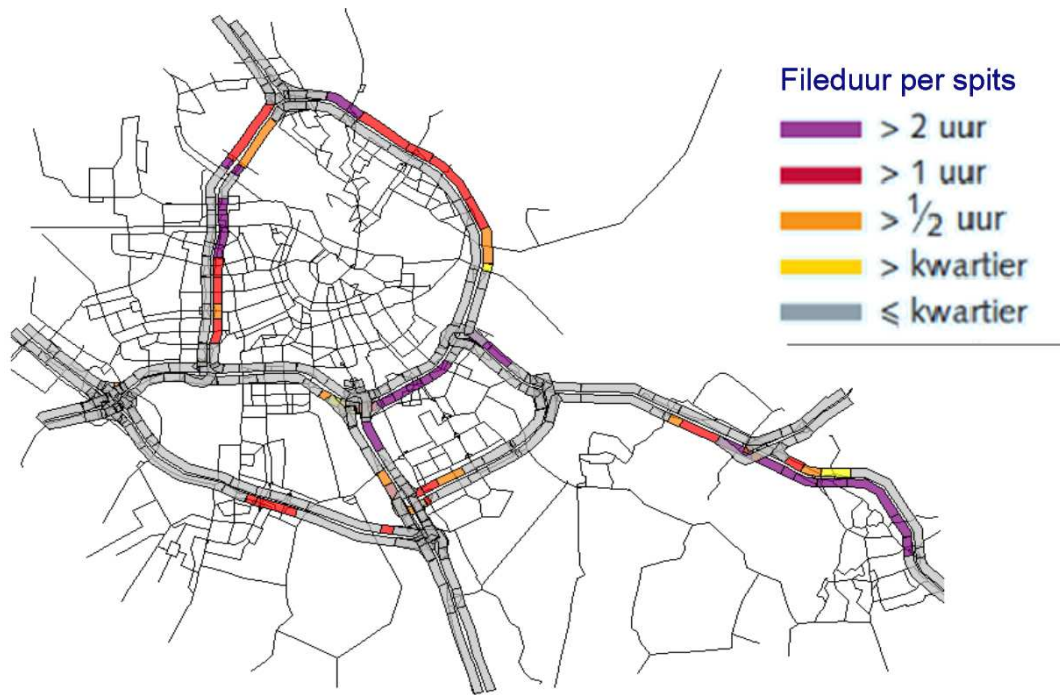 Fileduur per spits
> 2 uur
> 1 uur
> ½ uur
> kwartier
⩽ kwartier